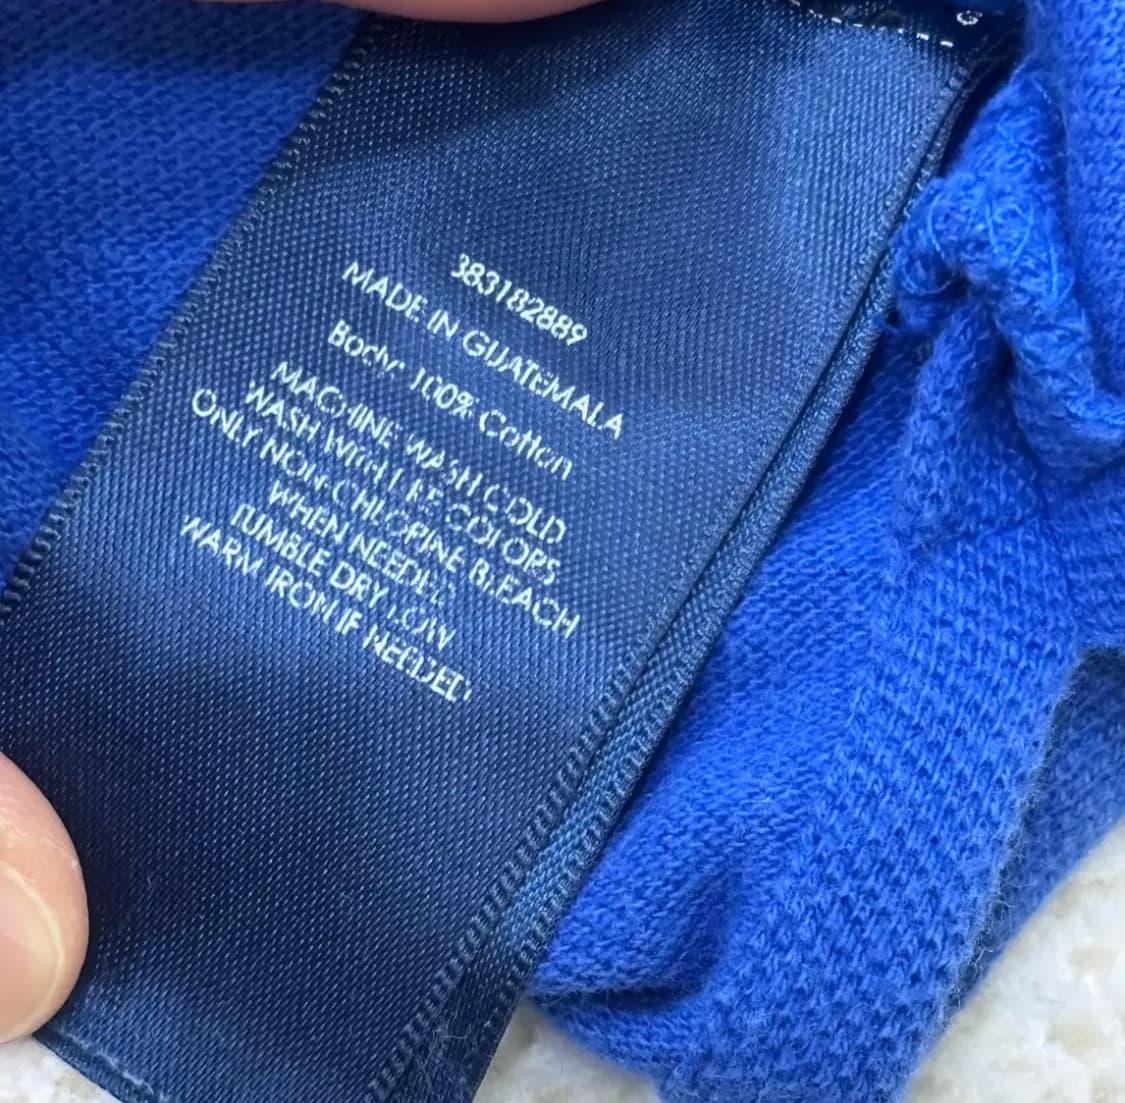 383182889
MADE IN GUATEMALA
Body: 100% Cotton
MACHINE WASH COLD
WASH WITH LIKE COLORS
ONLY NON-CHLORINE BLEACH
WHEN NEEDED
TUMBLE DRY LOW
WARM IRON IF NEEDED